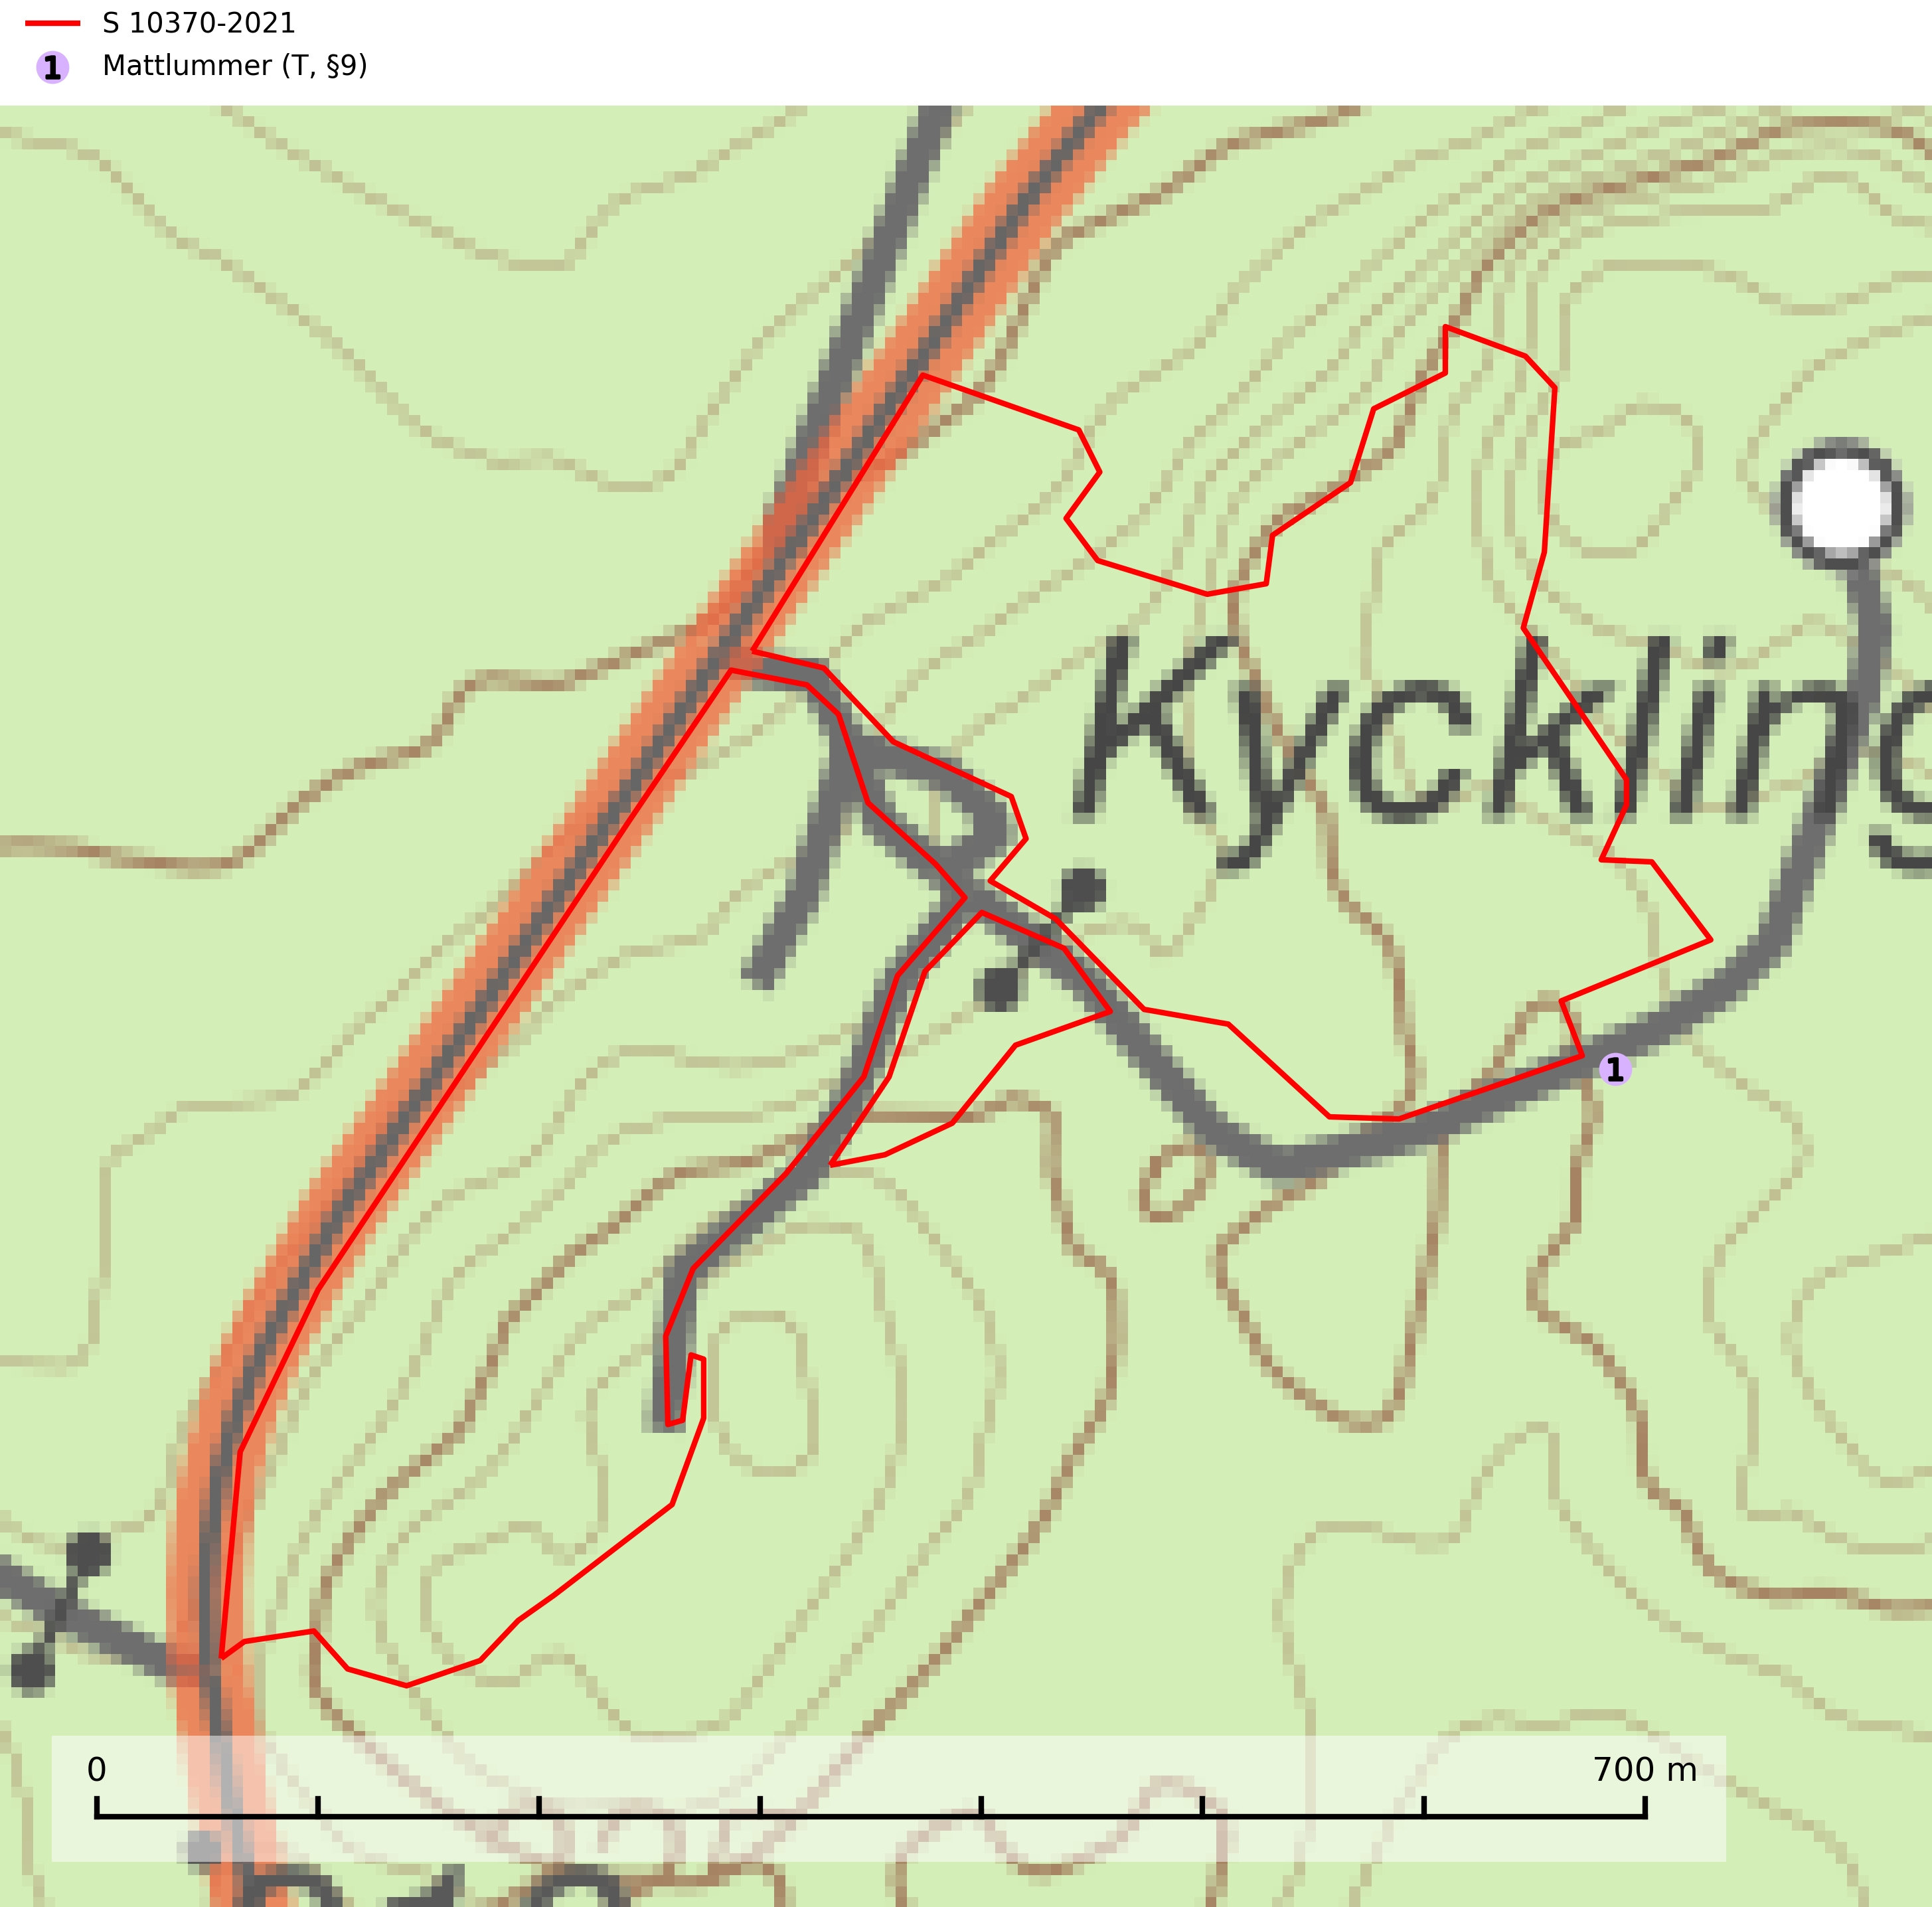 S 10370-2021
1 Mattlummer (T, §9)
Kyckling
1
0 700 m